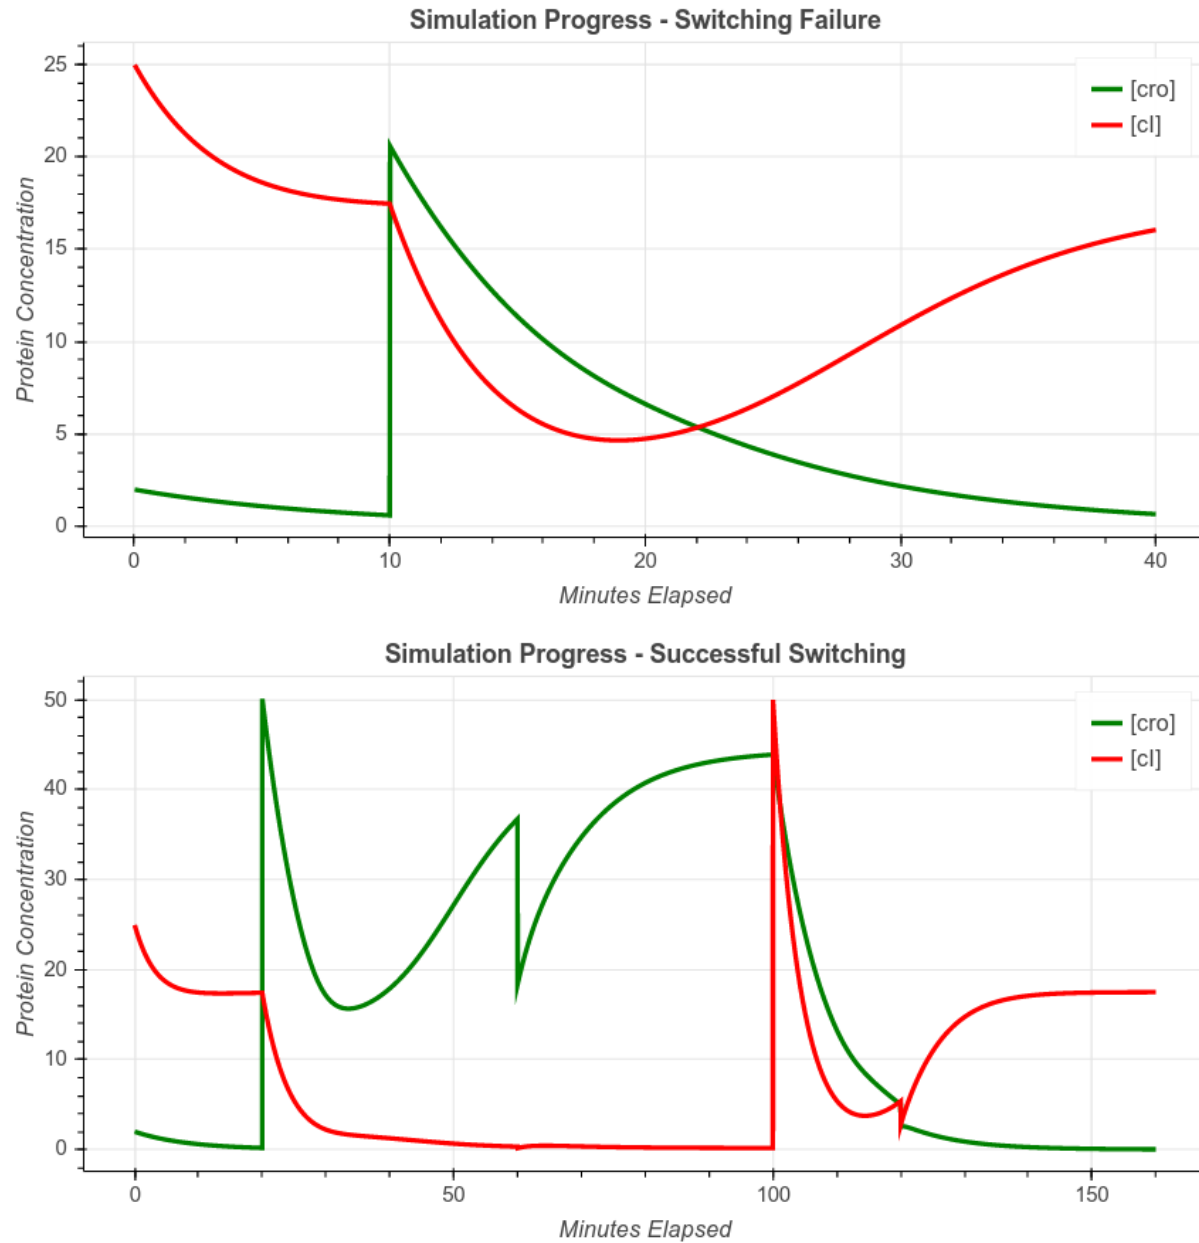 Simulation Progress - Switching Failure
25
20
15
10
5
0
Protein Concentration
[cro]
[cI]
0 10 20 30 40
Minutes Elapsed
Simulation Progress - Successful Switching
50
40
30
20
10
0
Protein Concentration
[cro]
[cI]
0 50 100 150
Minutes Elapsed